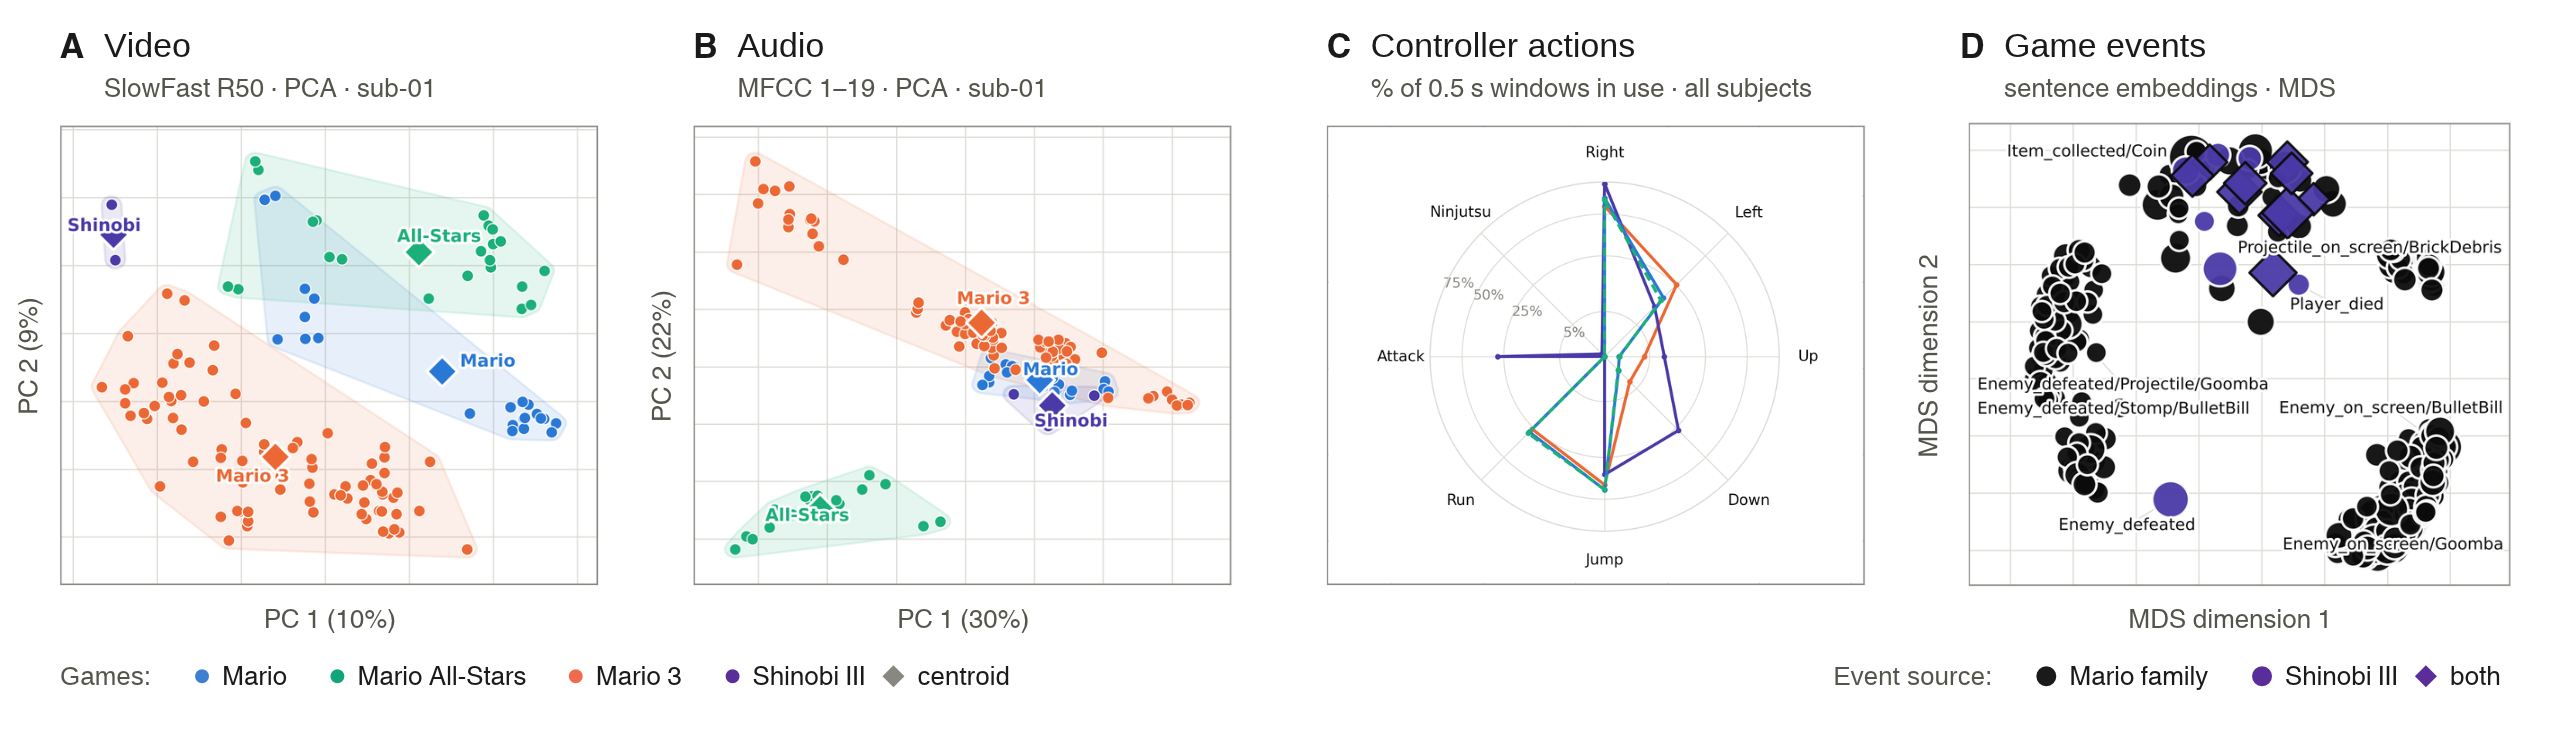 A Video
SlowFast R50 · PCA · sub-01
Shinobi
All-Stars
Mario
Mario 3
PC 2 (9%)
PC 1 (10%)
B Audio
MFCC 1–19 · PCA · sub-01
Mario 3
Mario
Shinobi
All-Stars
PC 2 (22%)
PC 1 (30%)
C Controller actions
% of 0.5 s windows in use · all subjects
Right
Ninjutsu
Left
75%
50%
25%
5%
Attack
Up
Run
Down
Jump
D Game events
sentence embeddings · MDS
Item_collected/Coin
Projectile_on_screen/BrickDebris
Player_died
Enemy_defeated/Projectile/Goomba
Enemy_defeated/Stomp/BulletBill
Enemy_on_screen/BulletBill
Enemy_defeated
Enemy_on_screen/Goomba
MDS dimension 2
MDS dimension 1
Games: Mario Mario All-Stars Mario 3 Shinobi III centroid
Event source: Mario family Shinobi III both